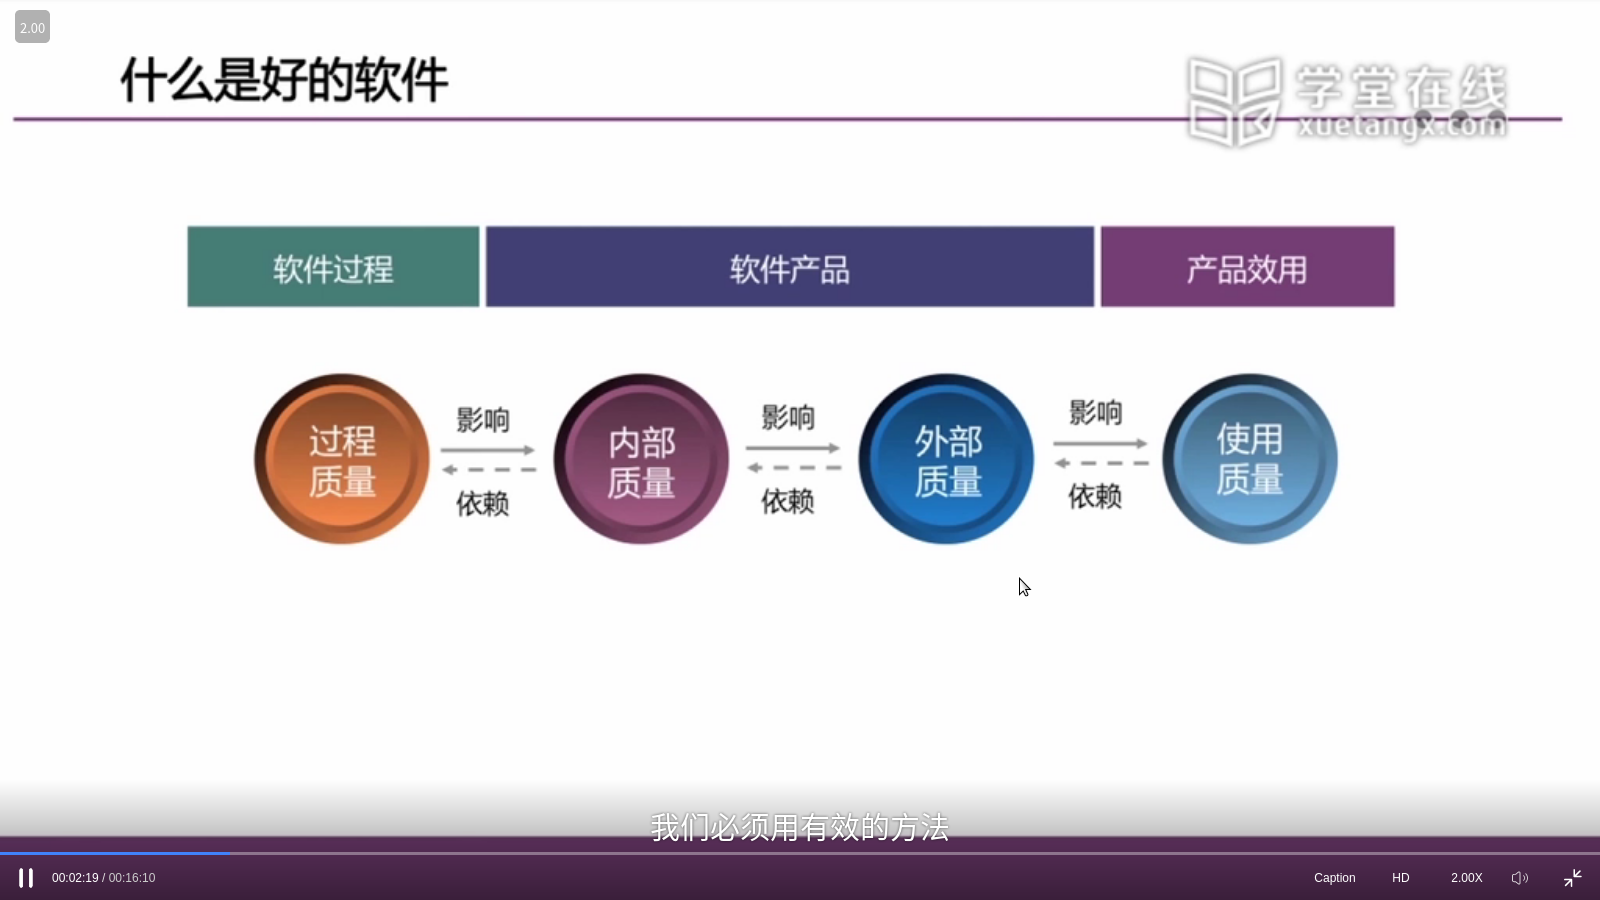 2.00
什么是好的软件
学堂在线
xuetangx.com
软件过程
软件产品
产品效用
过程
质量
影响
依赖
内部
质量
影响
依赖
外部
质量
影响
依赖
使用
质量
我们必须用有效的方法
00:02:19 / 00:16:10
Caption
HD
2.00X